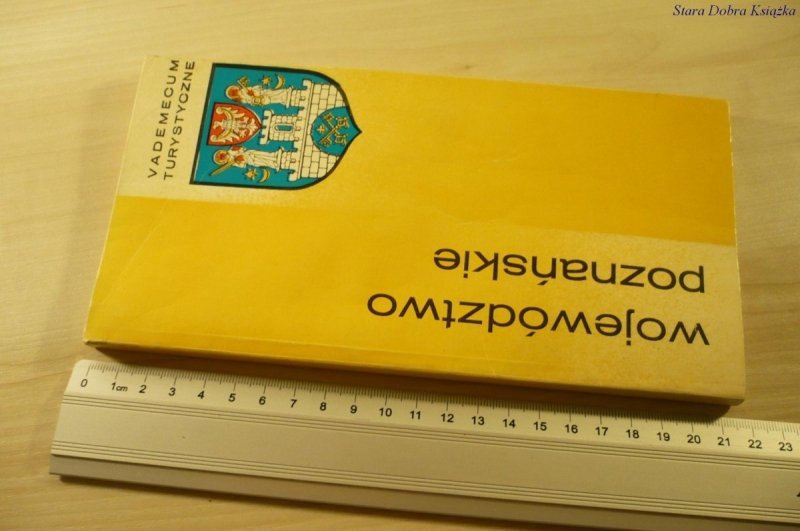 Stara Dobra Książka
VADEMECUM
TURYSTYCZNE
województwo
poznańskie
0 1cm 2 3 4 5 6 7 8 9 10 11 12 13 14 15 16 17 18 19 20 21 22 23